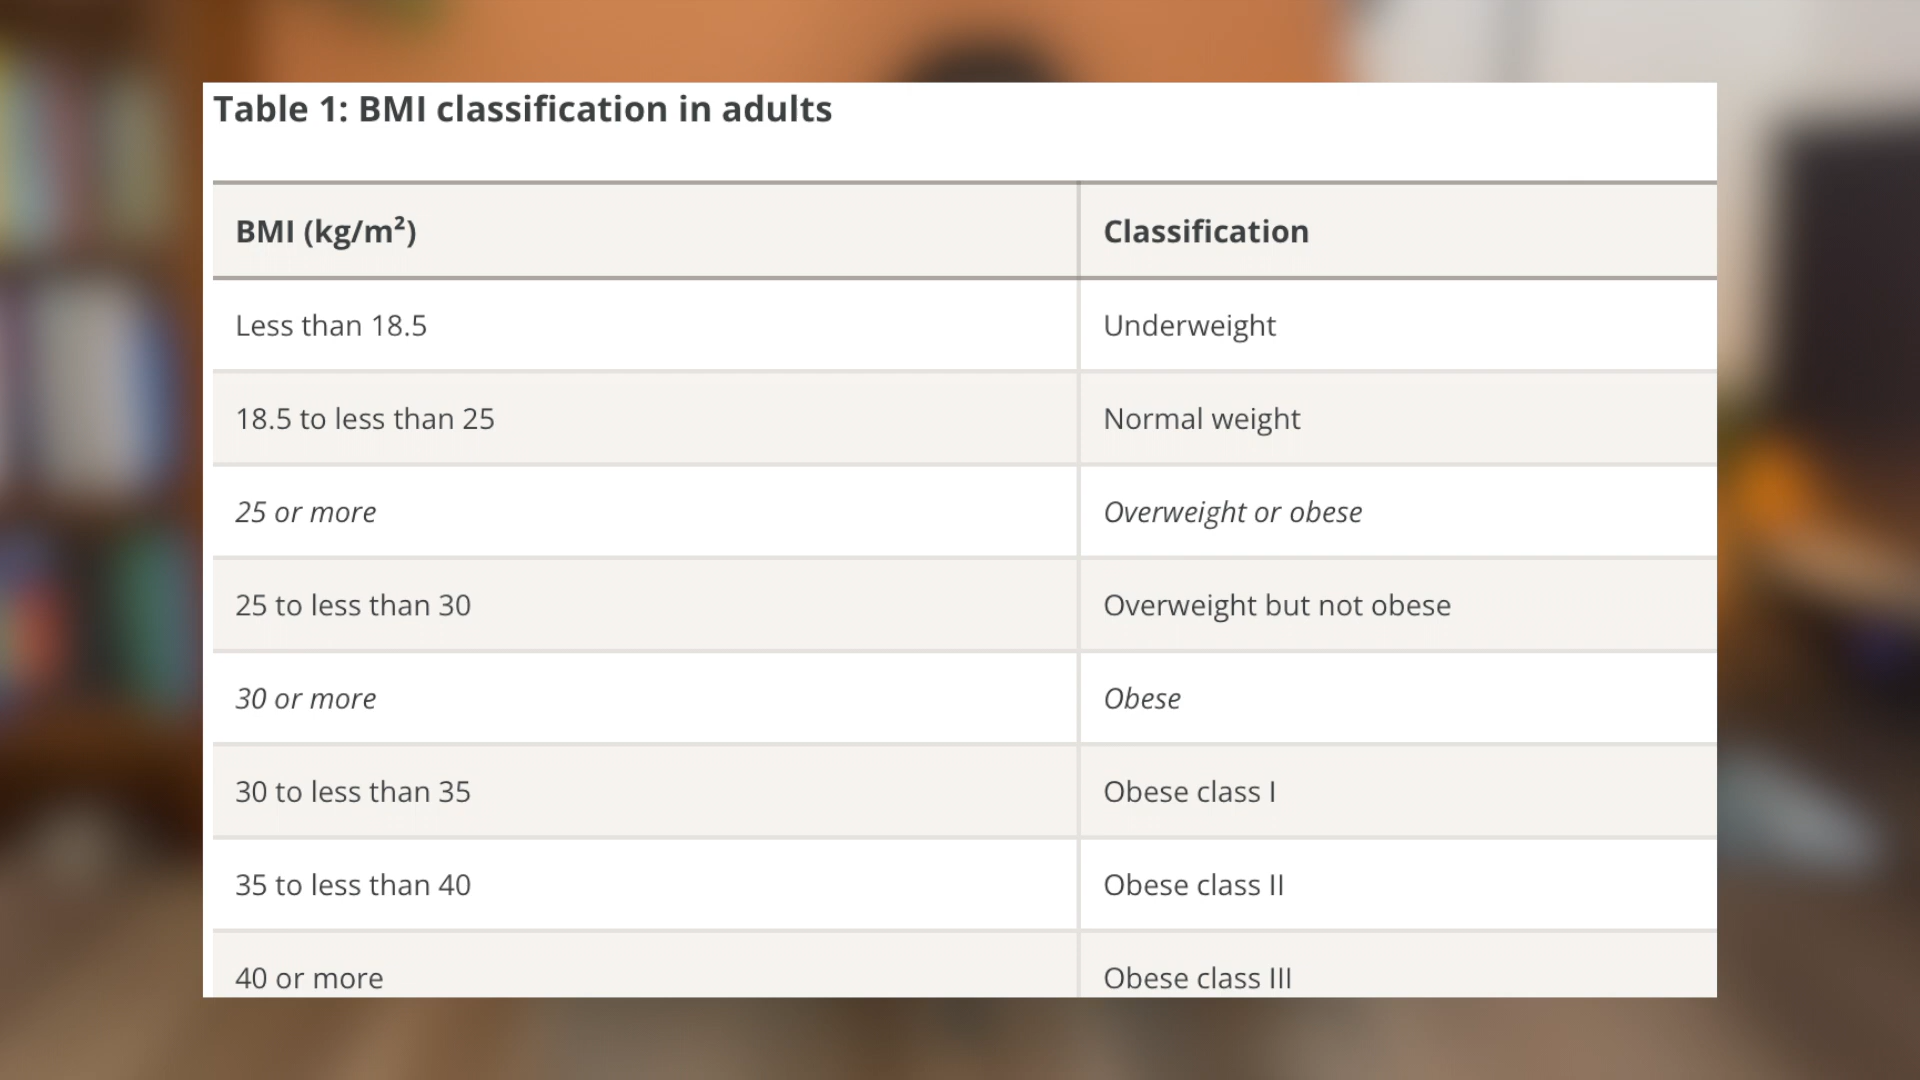 Table 1: BMI classification in adults
BMI (kg/m²) Classification
Less than 18.5 Underweight
18.5 to less than 25 Normal weight
25 or more Overweight or obese
25 to less than 30 Overweight but not obese
30 or more Obese
30 to less than 35 Obese class I
35 to less than 40 Obese class II
40 or more Obese class III